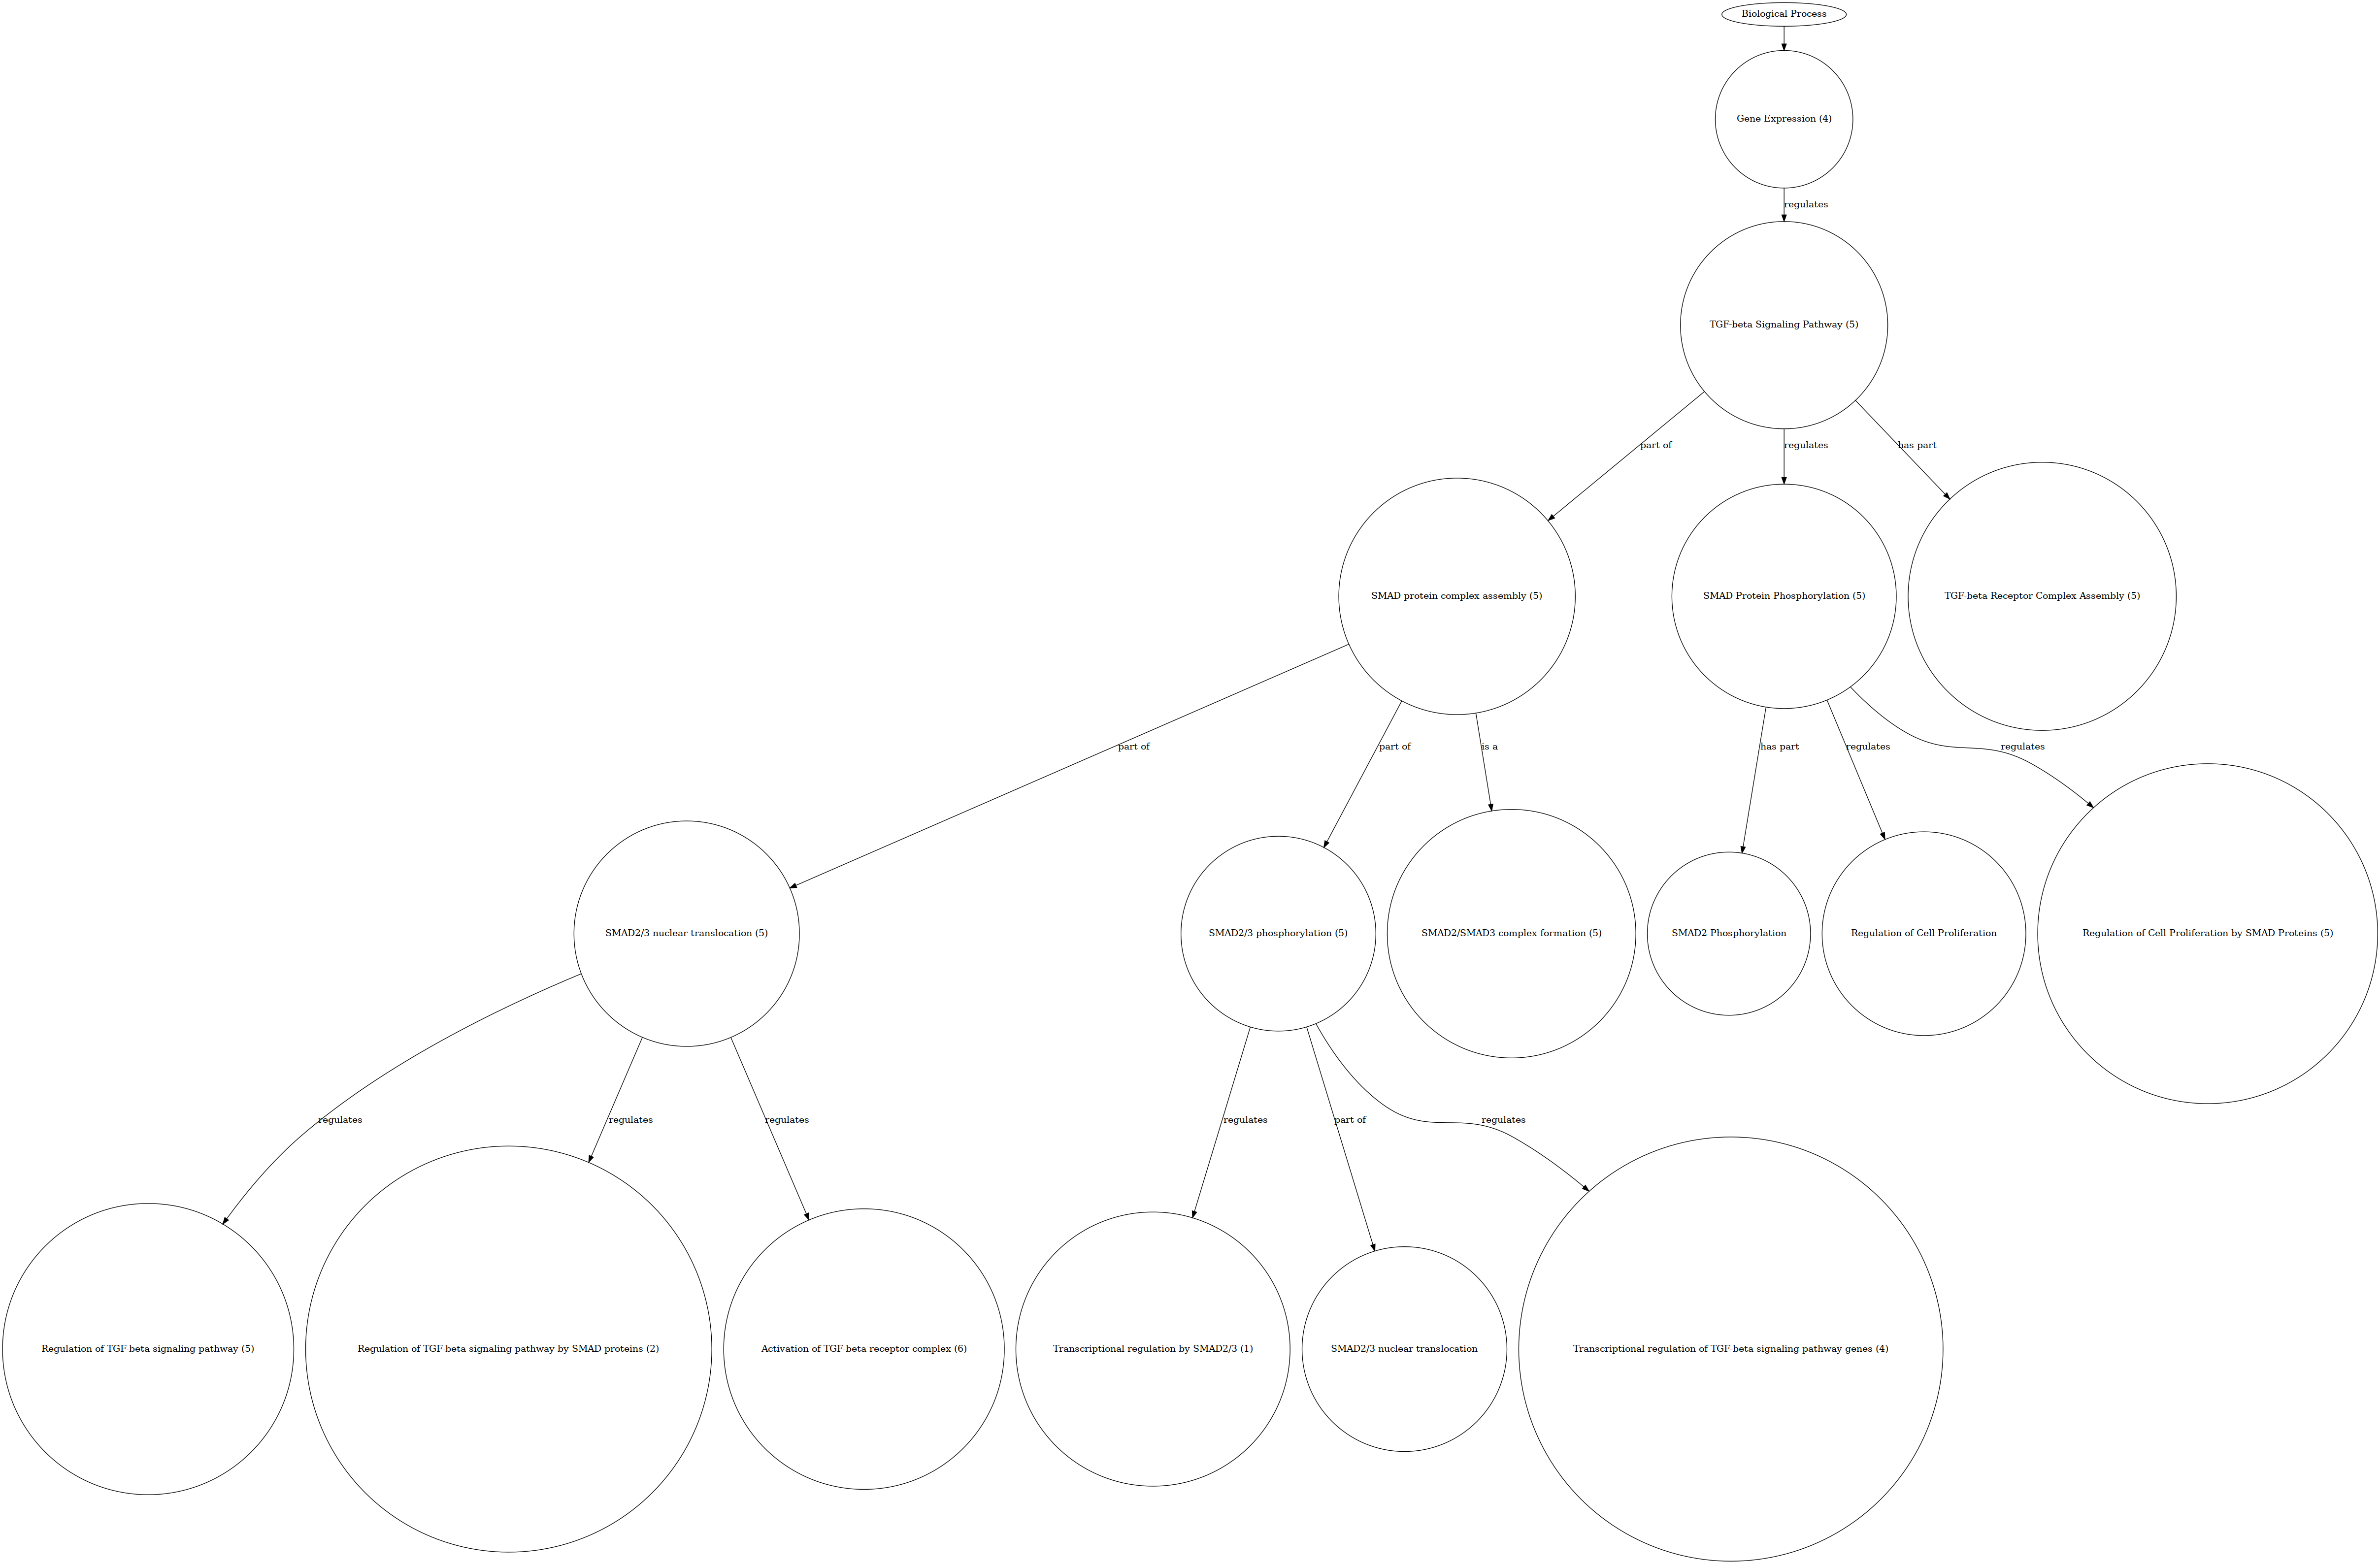 Biological Process
Gene Expression (4)
regulates
TGF-beta Signaling Pathway (5)
part of
regulates
has part
SMAD protein complex assembly (5)
SMAD Protein Phosphorylation (5)
TGF-beta Receptor Complex Assembly (5)
part of
part of
is a
has part
regulates
regulates
SMAD2/3 nuclear translocation (5)
SMAD2/3 phosphorylation (5)
SMAD2/SMAD3 complex formation (5)
SMAD2 Phosphorylation
Regulation of Cell Proliferation
Regulation of Cell Proliferation by SMAD Proteins (5)
regulates
regulates
regulates
regulates
part of
regulates
Regulation of TGF-beta signaling pathway (5)
Regulation of TGF-beta signaling pathway by SMAD proteins (2)
Activation of TGF-beta receptor complex (6)
Transcriptional regulation by SMAD2/3 (1)
SMAD2/3 nuclear translocation
Transcriptional regulation of TGF-beta signaling pathway genes (4)